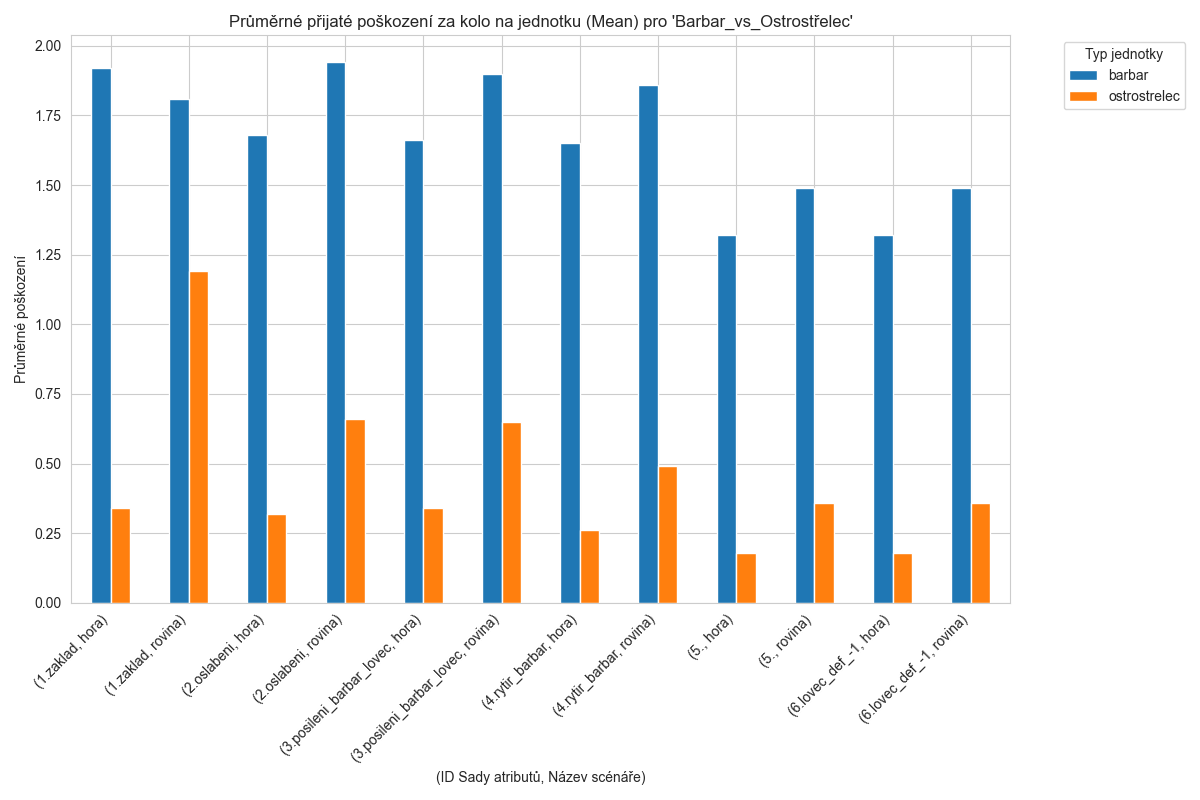 Průměrné přijaté poškození za kolo na jednotku (Mean) pro 'Barbar_vs_Ostrostřelec'
Typ jednotky
barbar
ostrostrelec
Průměrné poškození
2.00
1.75
1.50
1.25
1.00
0.75
0.50
0.25
0.00
(1.zaklad, hora)
(1.zaklad, rovina)
(2.oslabeni, hora)
(2.oslabeni, rovina)
(3.posileni_barbar_lovec, hora)
(3.posileni_barbar_lovec, rovina)
(4.rytir_barbar, hora)
(4.rytir_barbar, rovina)
(5., hora)
(5., rovina)
(6.lovec_def_-1, hora)
(6.lovec_def_-1, rovina)
(ID Sady atributů, Název scénáře)